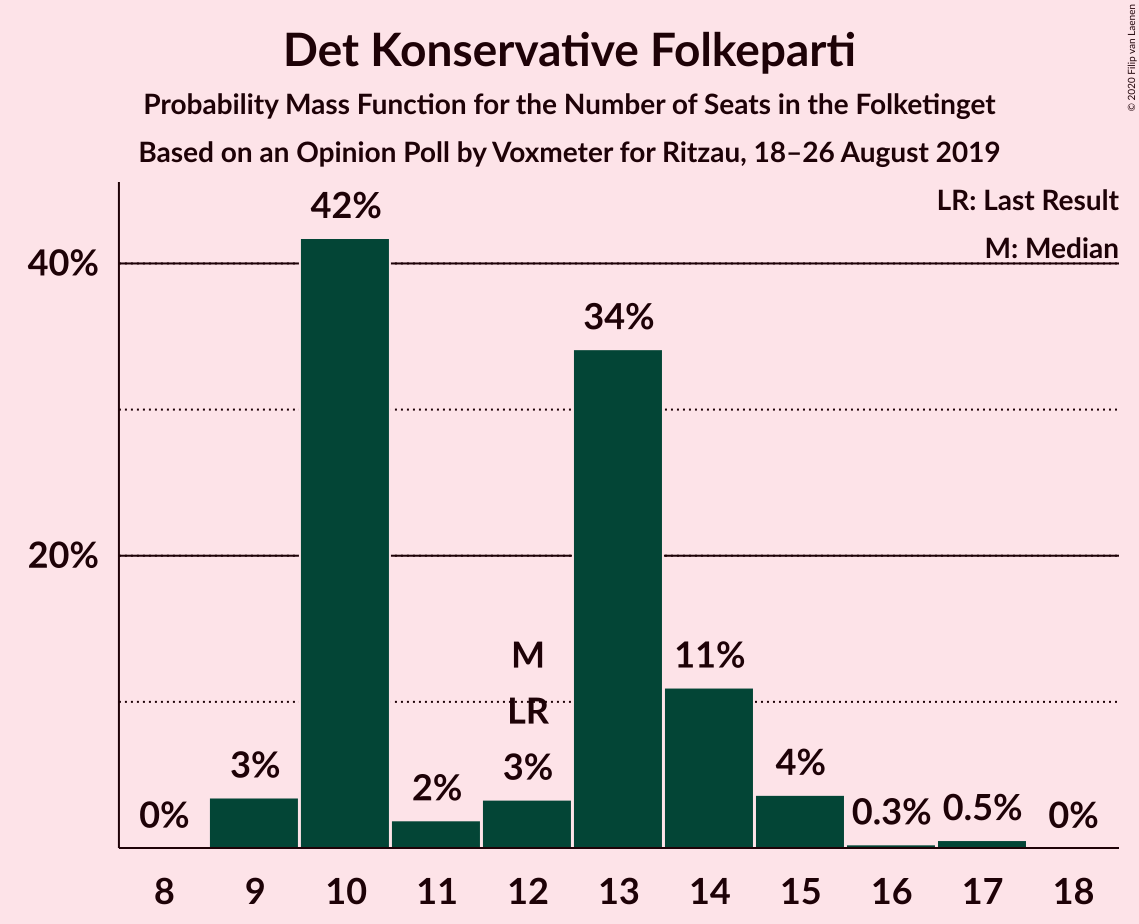 Det Konservative Folkeparti
Probability Mass Function for the Number of Seats in the Folketinget
Based on an Opinion Poll by Voxmeter for Ritzau, 18–26 August 2019
© 2020 Filip van Laenen
LR: Last Result
M: Median
40%
20%
0%
3%
42%
2%
M
LR
3%
34%
11%
4%
0.3%
0.5%
0%
8 9 10 11 12 13 14 15 16 17 18